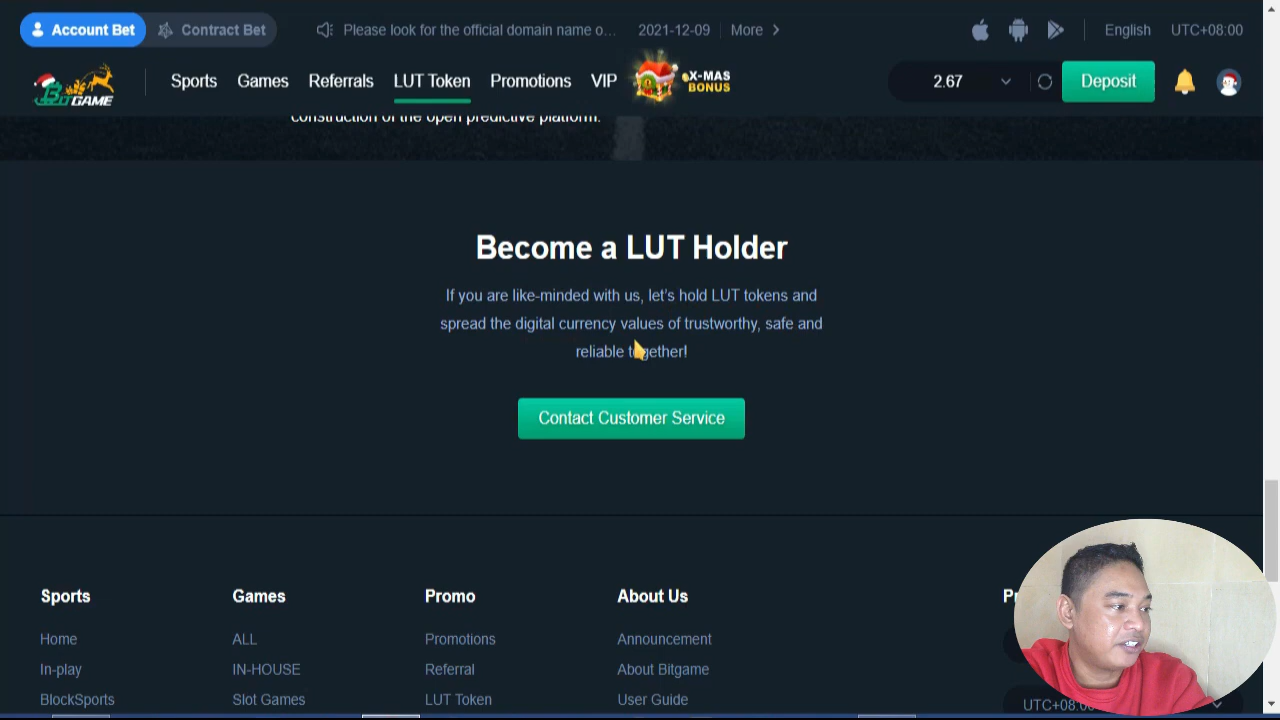 Account Bet
Contract Bet
Please look for the official domain name o...
2021-12-09
More
English
UTC+08:00
BITGAME
Sports
Games
Referrals
LUT Token
Promotions
VIP
X-MAS
BONUS
2.67
Deposit
construction of the open predictive platform.
Become a LUT Holder
If you are like-minded with us, let's hold LUT tokens and
spread the digital currency values of trustworthy, safe and
reliable together!
Contact Customer Service
Sports
Games
Promo
About Us
Home
ALL
Promotions
Announcement
In-play
IN-HOUSE
Referral
About Bitgame
BlockSports
Slot Games
LUT Token
User Guide